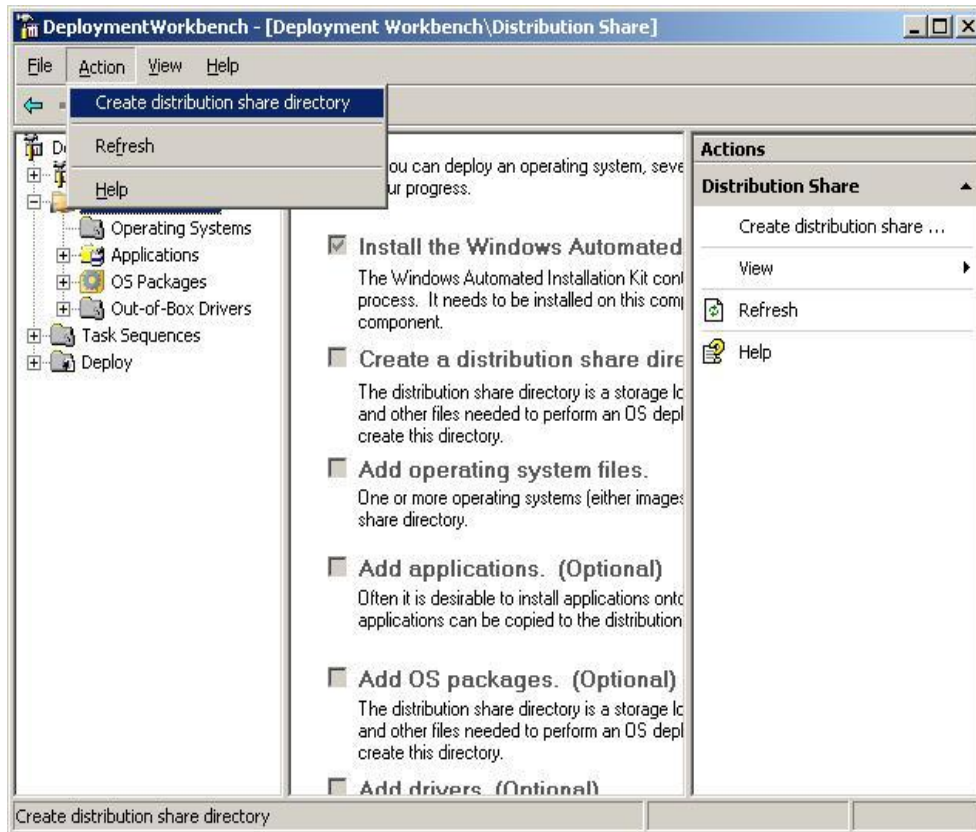 DeploymentWorkbench - [Deployment Workbench\Distribution Share]
File Action View Help
Create distribution share directory
Refresh
Help
Operating Systems
Applications
OS Packages
Out-of-Box Drivers
Task Sequences
Deploy
ou can deploy an operating system, seve
ur progress.
Install the Windows Automated
The Windows Automated Installation Kit cont
process. It needs to be installed on this comp
component.
Create a distribution share dire
The distribution share directory is a storage lo
and other files needed to perform an OS depl
create this directory.
Add operating system files.
One or more operating systems (either images
share directory.
Add applications. (Optional)
Often it is desirable to install applications onto
applications can be copied to the distribution
Add OS packages. (Optional)
The distribution share directory is a storage lo
and other files needed to perform an OS depl
create this directory.
Add drivers. (Optional)
Actions
Distribution Share
Create distribution share ...
View
Refresh
Help
Create distribution share directory